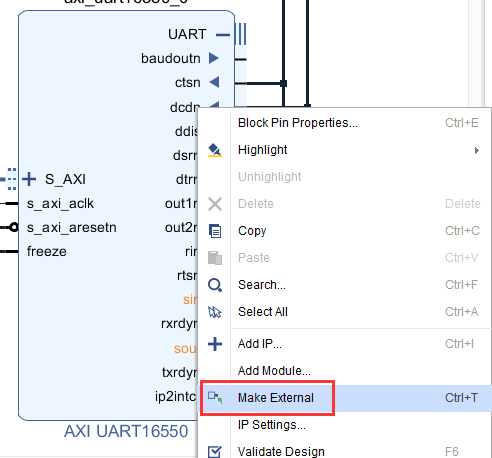 axi_uart16550_0
UART
baudoutn
ctsn
dcdn
ddis
dsrn
dtrn
S_AXI
s_axi_aclk
out1n
s_axi_aresetn
out2n
freeze
rin
rtsn
sin
rxrdyn
sout
txrdyn
ip2intc
AXI UART16550
Block Pin Properties... Ctrl+E
Highlight
Unhighlight
Delete Delete
Copy Ctrl+C
Paste Ctrl+V
Search... Ctrl+F
Select All Ctrl+A
Add IP... Ctrl+I
Add Module...
Make External Ctrl+T
IP Settings...
Validate Design F6